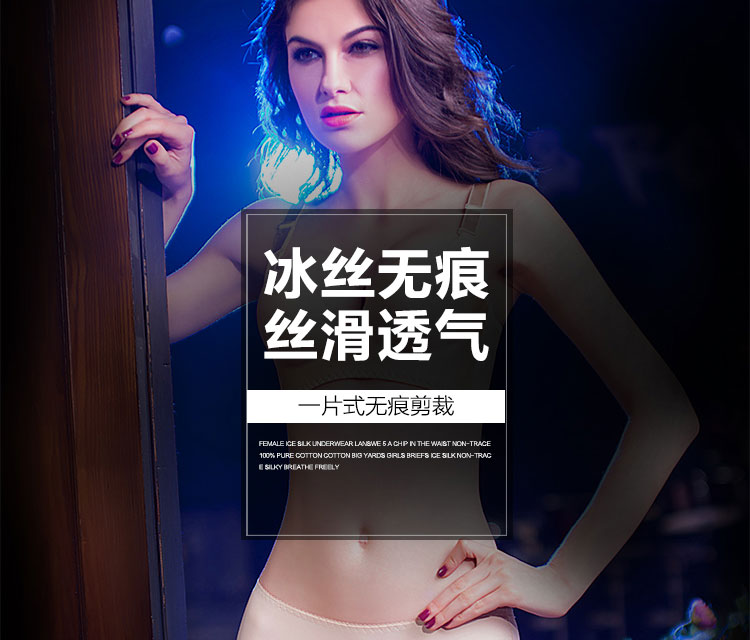 冰丝无痕
丝滑透气
一片式无痕剪裁
FEMALE ICE SILK UNDERWEAR LANSWE 5 A CHIP IN THE WAIST NON-TRACE
100% PURE COTTON COTTON BIG YARDS GIRLS BRIEFS ICE SILK NON-TRAC
E SILKY BREATHE FREELY